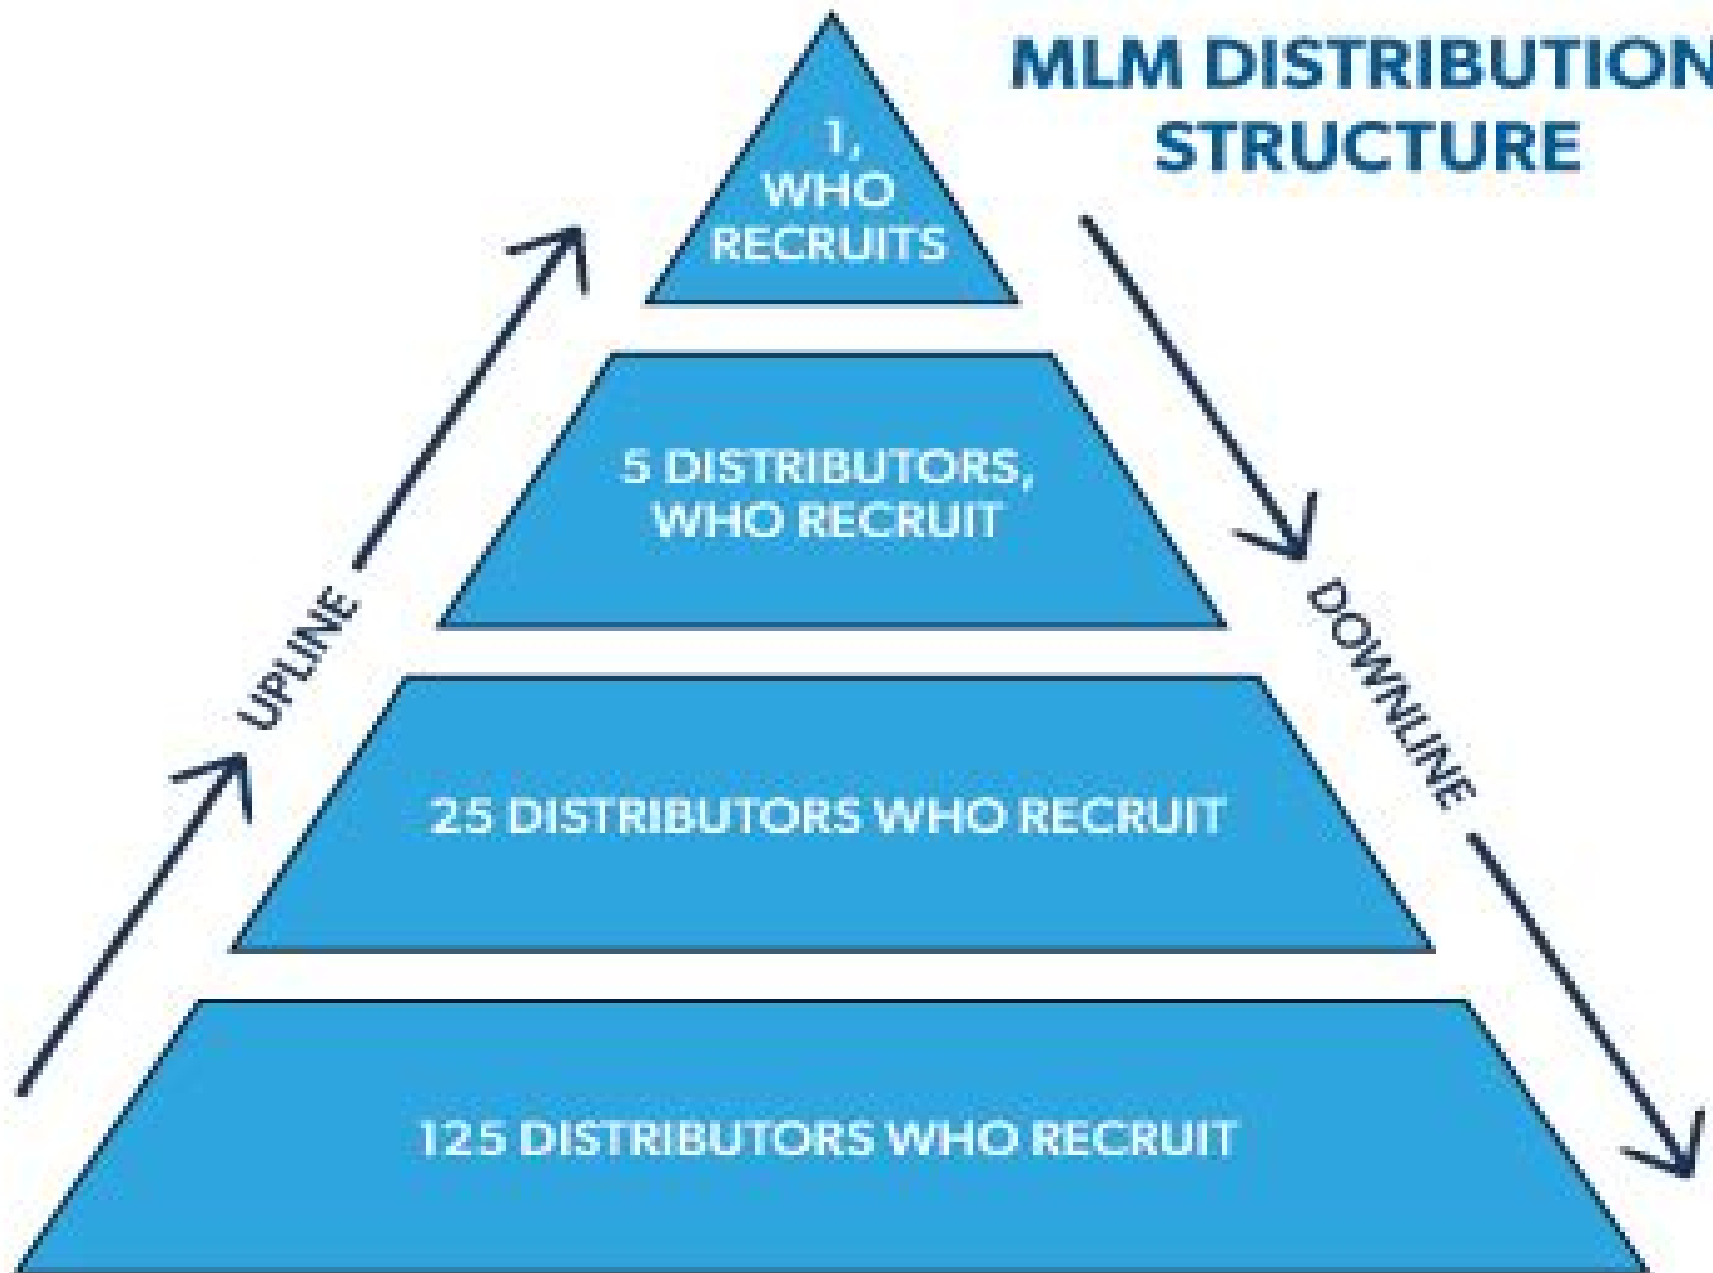 MLM DISTRIBUTION
STRUCTURE
1,
WHO
RECRUITS
5 DISTRIBUTORS,
WHO RECRUIT
UPLINE
DOWNLINE
25 DISTRIBUTORS WHO RECRUIT
125 DISTRIBUTORS WHO RECRUIT